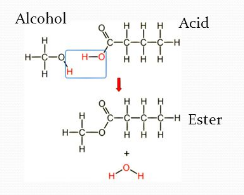 Alcohol
Acid
H H H
O
H C C C C H
H C O H O H H H
H H
H H H
O
C C C C H
H H H H
H C O
H
Ester
+
O
H H